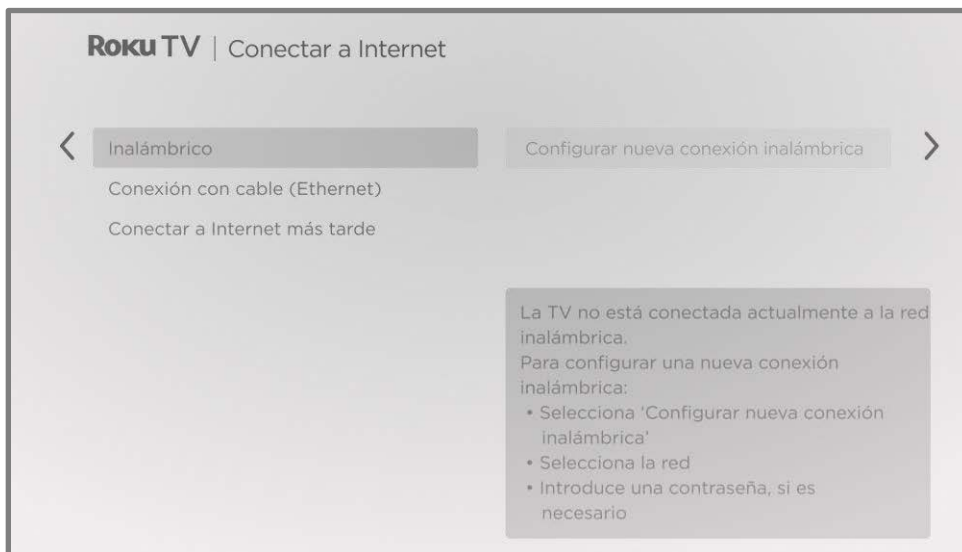 Roku TV | Conectar a Internet
Inalámbrico
Configurar nueva conexión inalámbrica
Conexión con cable (Ethernet)
Conectar a Internet más tarde
La TV no está conectada actualmente a la red
inalámbrica.
Para configurar una nueva conexión
inalámbrica:
• Selecciona ‘Configurar nueva conexión
inalámbrica’
• Selecciona la red
• Introduce una contraseña, si es
necesario